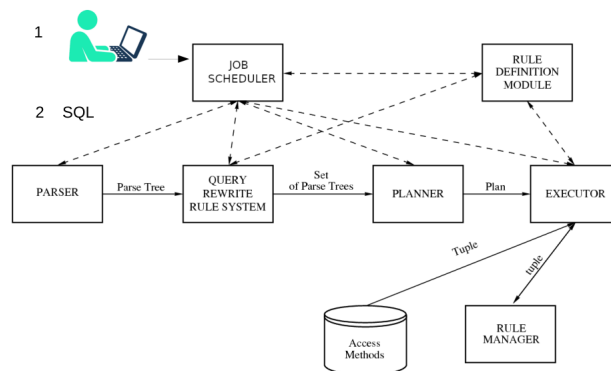 1
JOB
SCHEDULER
RULE
DEFINITION
MODULE
2 SQL
PARSER
Parse Tree
QUERY
REWRITE
RULE SYSTEM
Set
of Parse Trees
PLANNER
Plan
EXECUTOR
Tuple
tuple
Access
Methods
RULE
MANAGER